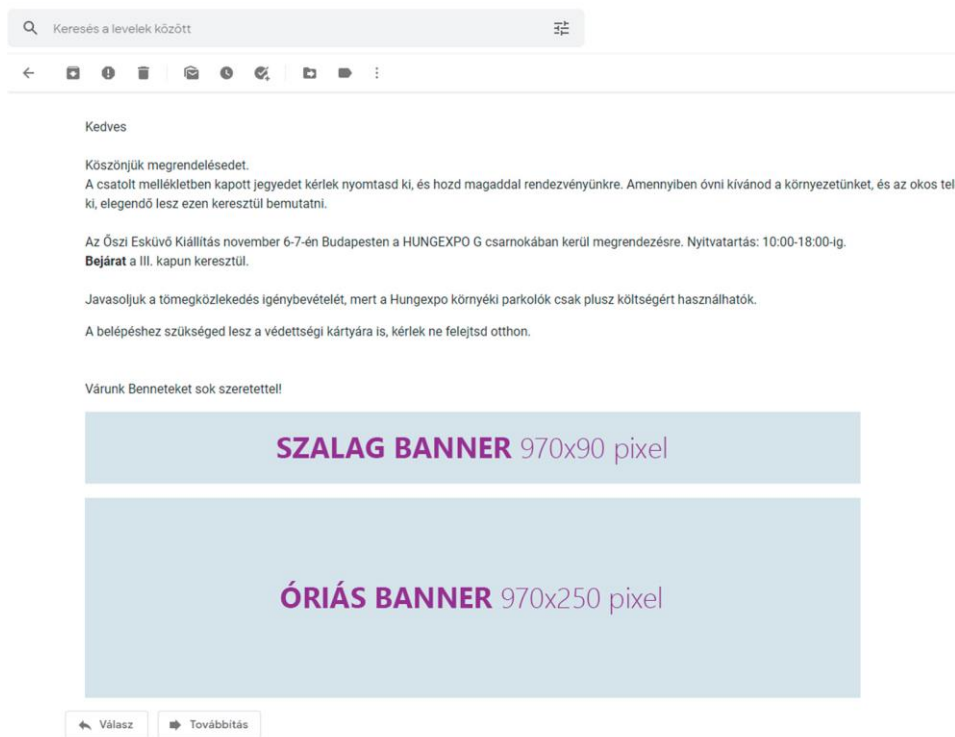 Keresés a levelek között
Kedves
Köszönjük megrendelésedet.
A csatolt mellékletben kapott jegyedet kérlek nyomtasd ki, és hozd magaddal rendezvényünkre. Amennyiben óvni kívánod a környezetünket, és az okos tel
ki, elegendő lesz ezen keresztül bemutatni.
Az Őszi Esküvő Kiállítás november 6-7-én Budapesten a HUNGEXPO G csarnokában kerül megrendezésre. Nyitvatartás: 10:00-18:00-ig.
Bejárat a III. kapun keresztül.
Javasoljuk a tömegközlekedés igénybevételét, mert a Hungexpo környéki parkolók csak plusz költségért használhatók.
A belépéshez szükséged lesz a védettségi kártyára is, kérlek ne felejtsd otthon.
Várunk Benneteket sok szeretettel!
SZALAG BANNER 970x90 pixel
ÓRIÁS BANNER 970x250 pixel
Válasz Továbbítás